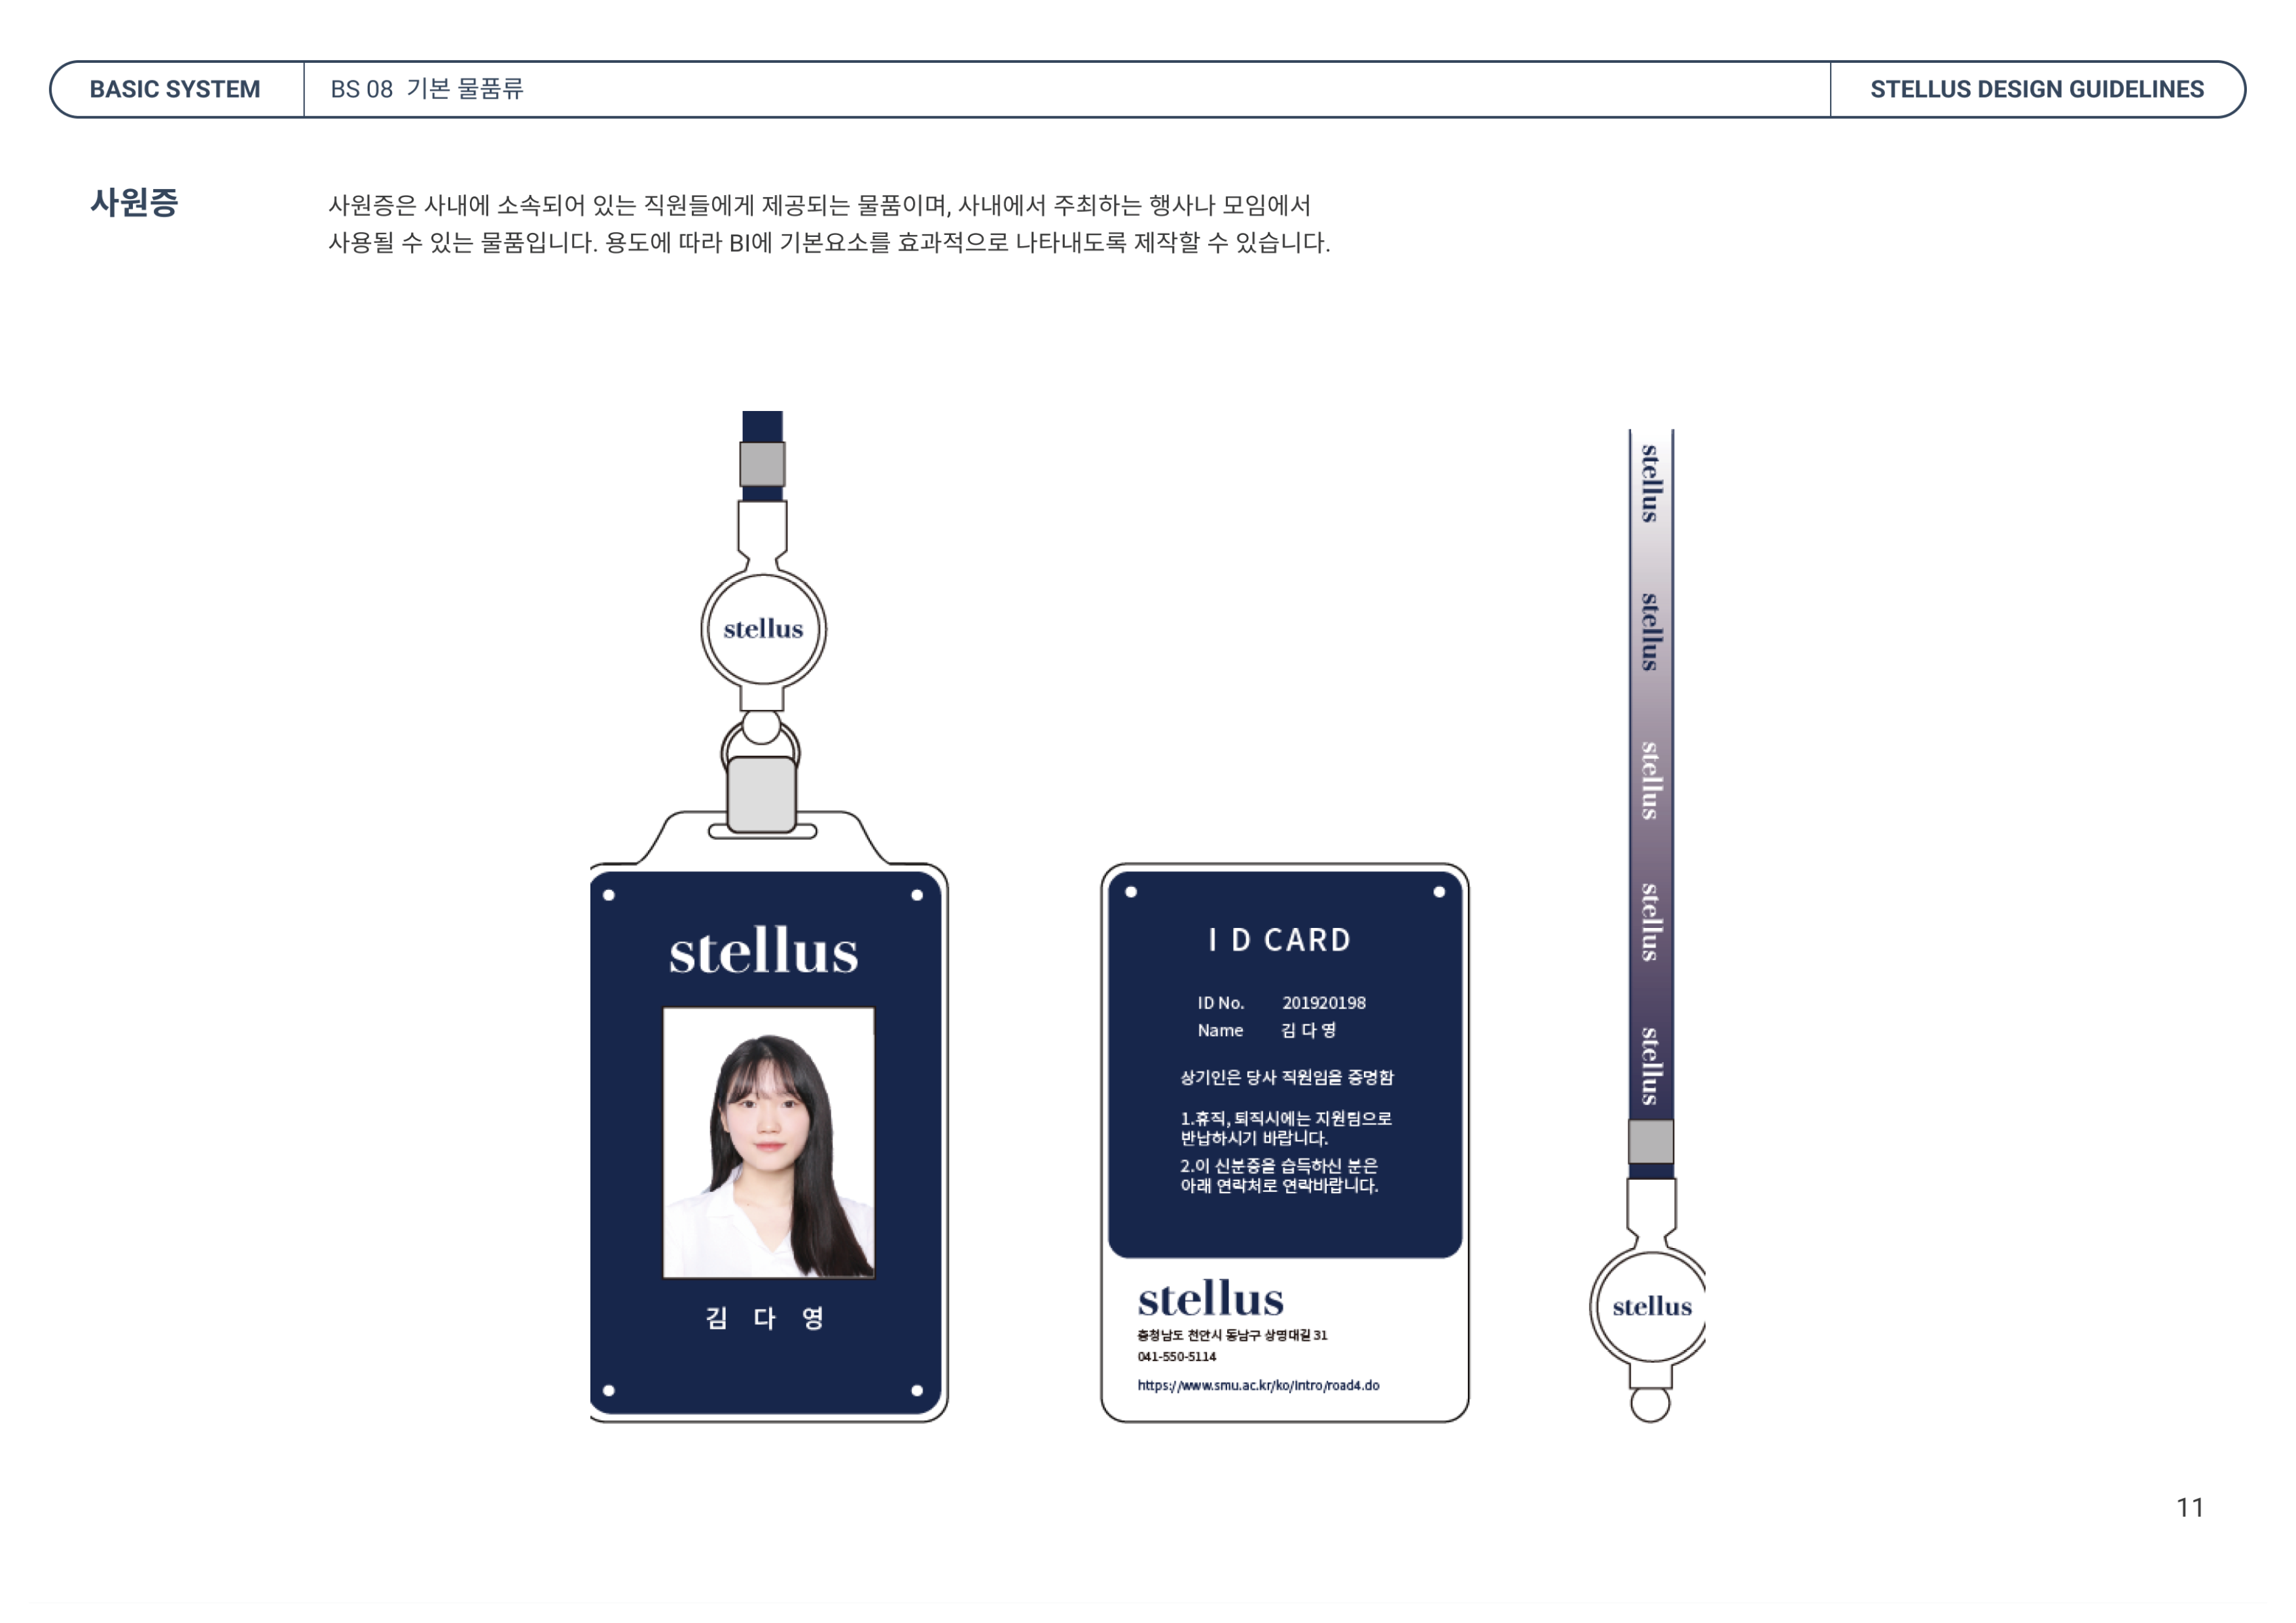 BASIC SYSTEM
BS 08 기본 물품류
STELLUS DESIGN GUIDELINES
사원증
사원증은 사내에 소속되어 있는 직원들에게 제공되는 물품이며, 사내에서 주최하는 행사나 모임에서
사용될 수 있는 물품입니다. 용도에 따라 BI에 기본요소를 효과적으로 나타내도록 제작할 수 있습니다.
stellus
stellus
김 다 영
I D CARD
ID No. 201920198
Name 김 다 영
상기인은 당사 직원임을 증명함
1.휴직, 퇴직시에는 지원팀으로
반납하시기 바랍니다.
2.이 신분증을 습득하신 분은
아래 연락처로 연락바랍니다.
stellus
충청남도 천안시 동남구 상명대길 31
041-550-5114
https://www.smu.ac.kr/ko/intro/road4.do
stellus
stellus
stellus
stellus
stellus
stellus
11